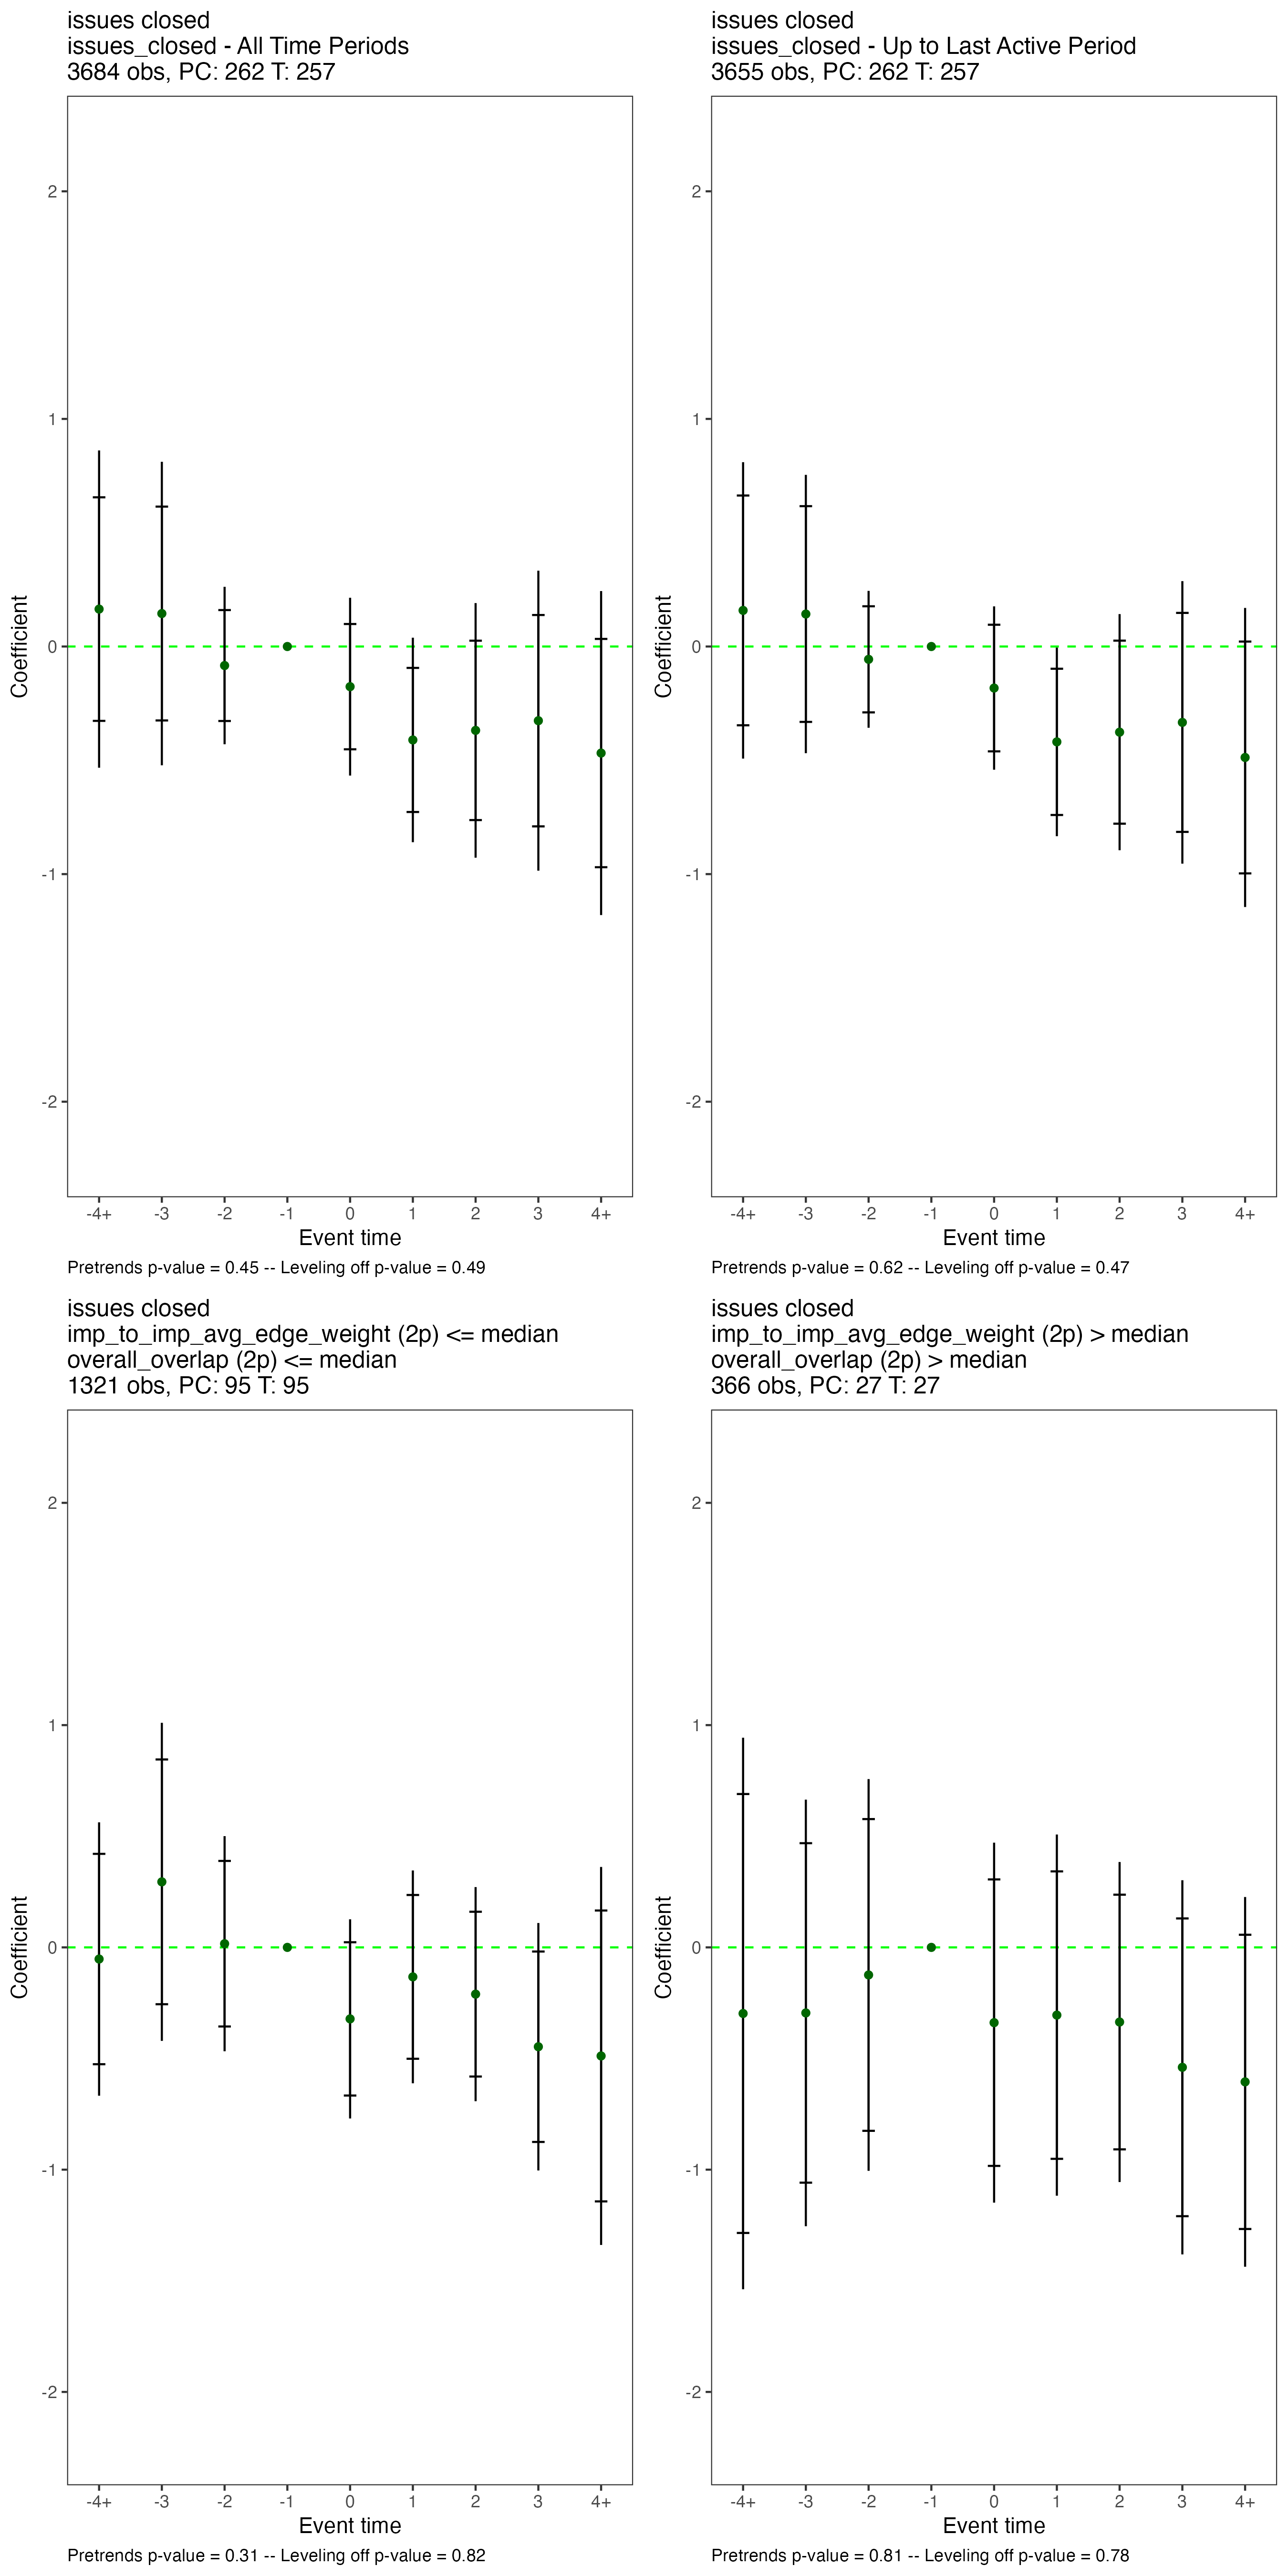 issues closed
issues_closed - All Time Periods
3684 obs, PC: 262 T: 257
Coefficient
2
1
0
-1
-2
-4+ -3 -2 -1 0 1 2 3 4+
Event time
Pretrends p-value = 0.45 -- Leveling off p-value = 0.49
issues closed
issues_closed - Up to Last Active Period
3655 obs, PC: 262 T: 257
Coefficient
2
1
0
-1
-2
-4+ -3 -2 -1 0 1 2 3 4+
Event time
Pretrends p-value = 0.62 -- Leveling off p-value = 0.47
issues closed
imp_to_imp_avg_edge_weight (2p) <= median
overall_overlap (2p) <= median
1321 obs, PC: 95 T: 95
Coefficient
2
1
0
-1
-2
-4+ -3 -2 -1 0 1 2 3 4+
Event time
Pretrends p-value = 0.31 -- Leveling off p-value = 0.82
issues closed
imp_to_imp_avg_edge_weight (2p) > median
overall_overlap (2p) > median
366 obs, PC: 27 T: 27
Coefficient
2
1
0
-1
-2
-4+ -3 -2 -1 0 1 2 3 4+
Event time
Pretrends p-value = 0.81 -- Leveling off p-value = 0.78